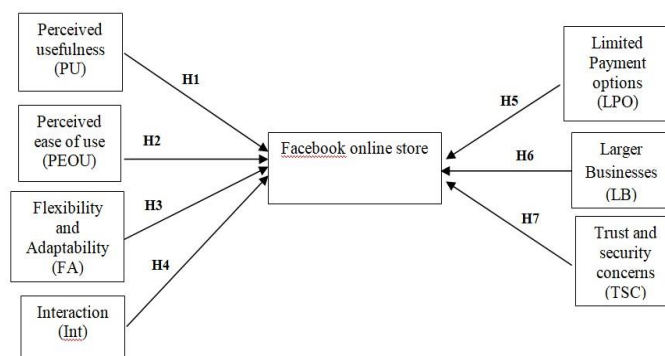 Perceived
usefulness
(PU)
H1
Perceived
ease of use
(PEOU)
H2
Flexibility
and
Adaptability
(FA)
H3
Interaction
(Int)
H4
Facebook online store
Limited
Payment
options
(LPO)
H5
Larger
Businesses
(LB)
H6
Trust and
security
concerns
(TSC)
H7